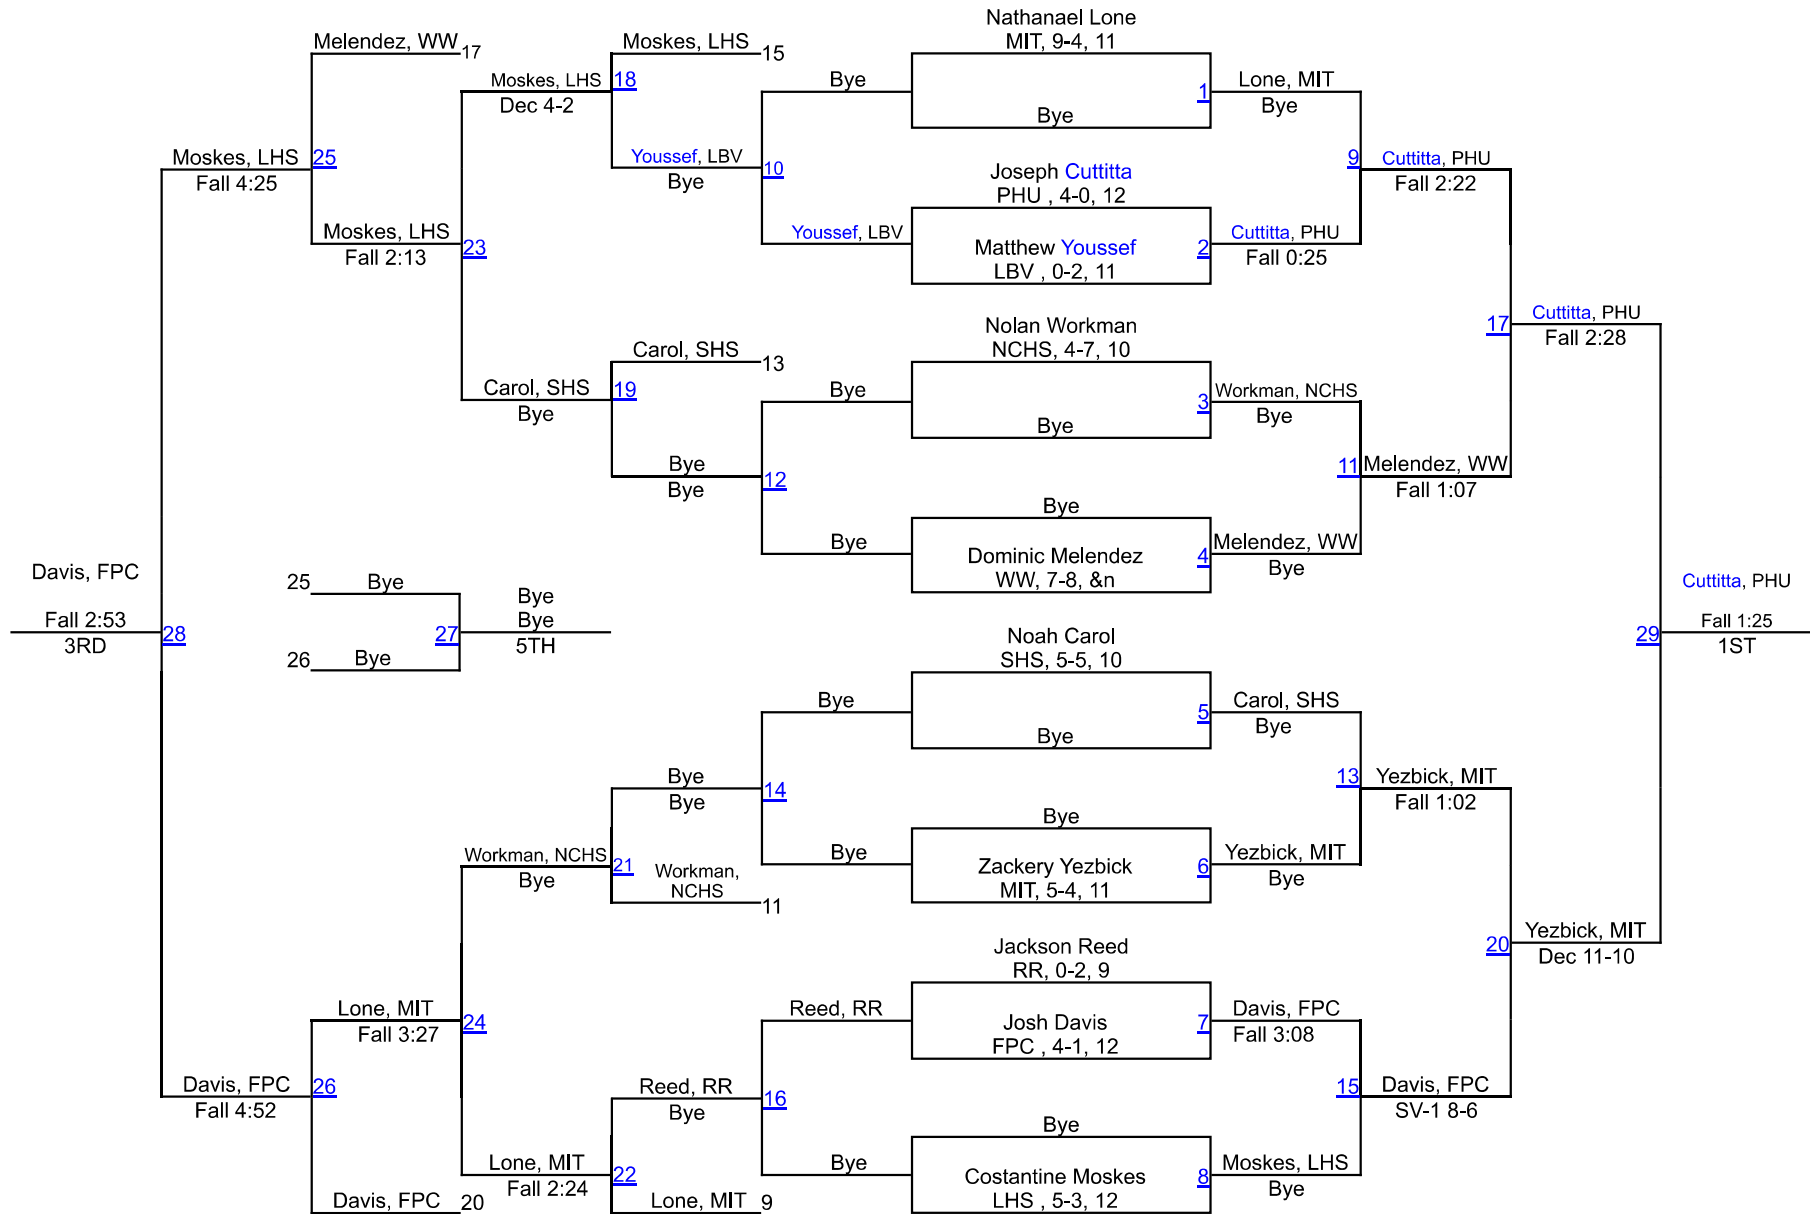 Nathanael Lone
MIT, 9-4, 11
Melendez, WW
17
Moskes, LHS
15
Moskes, LHS
18
Dec 4-2
Bye
1
Lone, MIT
Bye
Bye
Moskes, LHS
25
Fall 4:25
Youssef, LBV
10
Bye
Joseph Cuttitta
PHU , 4-0, 12
9
Cuttitta, PHU
Fall 2:22
Moskes, LHS
23
Fall 2:13
Youssef, LBV
Matthew Youssef
LBV , 0-2, 11
2
Cuttitta, PHU
Fall 0:25
Nolan Workman
NCHS, 4-7, 10
17
Cuttitta, PHU
Fall 2:28
Carol, SHS
13
Carol, SHS
19
Bye
Bye
3
Workman, NCHS
Bye
Bye
Bye
12
Bye
11
Melendez, WW
Fall 1:07
Bye
Bye
Dominic Melendez
WW, 7-8, &n
4
Melendez, WW
Bye
Davis, FPC
Fall 2:53
28
3RD
25
Bye
26
Bye
27
Bye
Bye
5TH
Cuttitta, PHU
29
Fall 1:25
1ST
Noah Carol
SHS, 5-5, 10
Bye
5
Carol, SHS
Bye
Bye
Bye
14
Bye
13
Yezbick, MIT
Fall 1:02
Bye
Bye
Zackery Yezbick
MIT, 5-4, 11
6
Yezbick, MIT
Bye
Workman, NCHS
21
Bye
Workman,
NCHS
11
Jackson Reed
RR, 0-2, 9
20
Yezbick, MIT
Dec 11-10
Lone, MIT
24
Fall 3:27
Reed, RR
Josh Davis
FPC , 4-1, 12
7
Davis, FPC
Fall 3:08
Davis, FPC
26
Fall 4:52
Reed, RR
16
Bye
15
Davis, FPC
SV-1 8-6
Bye
Lone, MIT
22
Fall 2:24
Bye
Costantine Moskes
LHS , 5-3, 12
8
Moskes, LHS
Bye
Davis, FPC
20
Lone, MIT
9